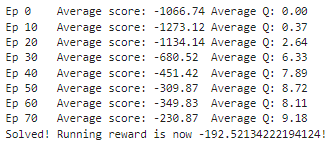 Ep 0 Average score: -1066.74 Average Q: 0.00
Ep 10 Average score: -1273.12 Average Q: 0.37
Ep 20 Average score: -1134.14 Average Q: 2.64
Ep 30 Average score: -680.52 Average Q: 6.33
Ep 40 Average score: -451.42 Average Q: 7.89
Ep 50 Average score: -309.87 Average Q: 8.72
Ep 60 Average score: -349.83 Average Q: 8.11
Ep 70 Average score: -230.87 Average Q: 9.18
Solved! Running reward is now -192.52134222194124!